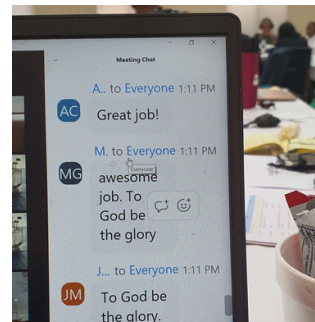 Meeting Chat
A.. to Everyone 1:11 PM
AC
Great job!
M. to Everyone 1:11 PM
Everyone
MG
awesome
job. To
God be
the glory
J... to Everyone 1:11 PM
JM
To God be
the glory.